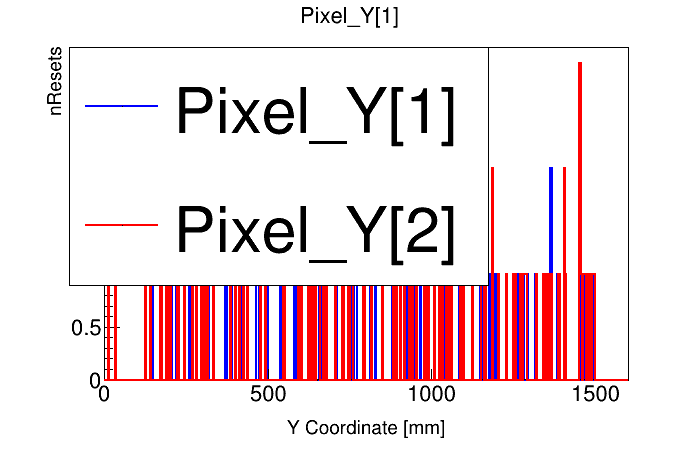 Pixel_Y[1]
nResets
Pixel_Y[1]
Pixel_Y[2]
0.5
0
0 500 1000 1500
Y Coordinate [mm]